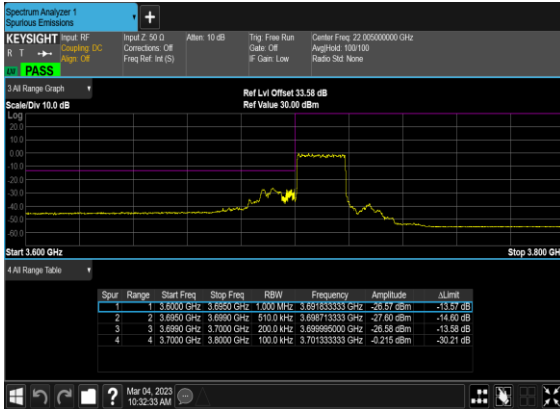 Spectrum Analyzer 1
Spurious Emissions
KEYSIGHT
R T
PASS
Input: RF
Coupling: DC
Align: Off
Input Z: 50 Ω
Corrections: Off
Freq Ref: Int (S)
Atten: 10 dB
Trig: Free Run
Gate: Off
IF Gain: Low
Center Freq: 22.005000000 GHz
Avg|Hold: 100/100
Radio Std: None
3 All Range Graph
Scale/Div 10.0 dB
Ref Lvl Offset 33.58 dB
Ref Value 30.00 dBm
Log
20.0
10.0
0.00
-10.0
-20.0
-30.0
-40.0
-50.0
-60.0
Start 3.600 GHz
Stop 3.800 GH
4 All Range Table
Spur Range Start Freq Stop Freq RBW Frequency Amplitude ΔLimit
1 1 3.6000 GHz 3.6950 GHz 1.000 MHz 3.691833333 GHz -26.57 dBm -13.57 dB
2 2 3.6950 GHz 3.6990 GHz 510.0 kHz 3.698713333 GHz -27.60 dBm -14.60 dB
3 3 3.6990 GHz 3.7000 GHz 200.0 kHz 3.699995000 GHz -26.58 dBm -13.58 dB
4 4 3.7000 GHz 3.8000 GHz 100.0 kHz 3.701333333 GHz -0.215 dBm -30.21 dB
?
Mar 04, 2023
10:32:33 AM